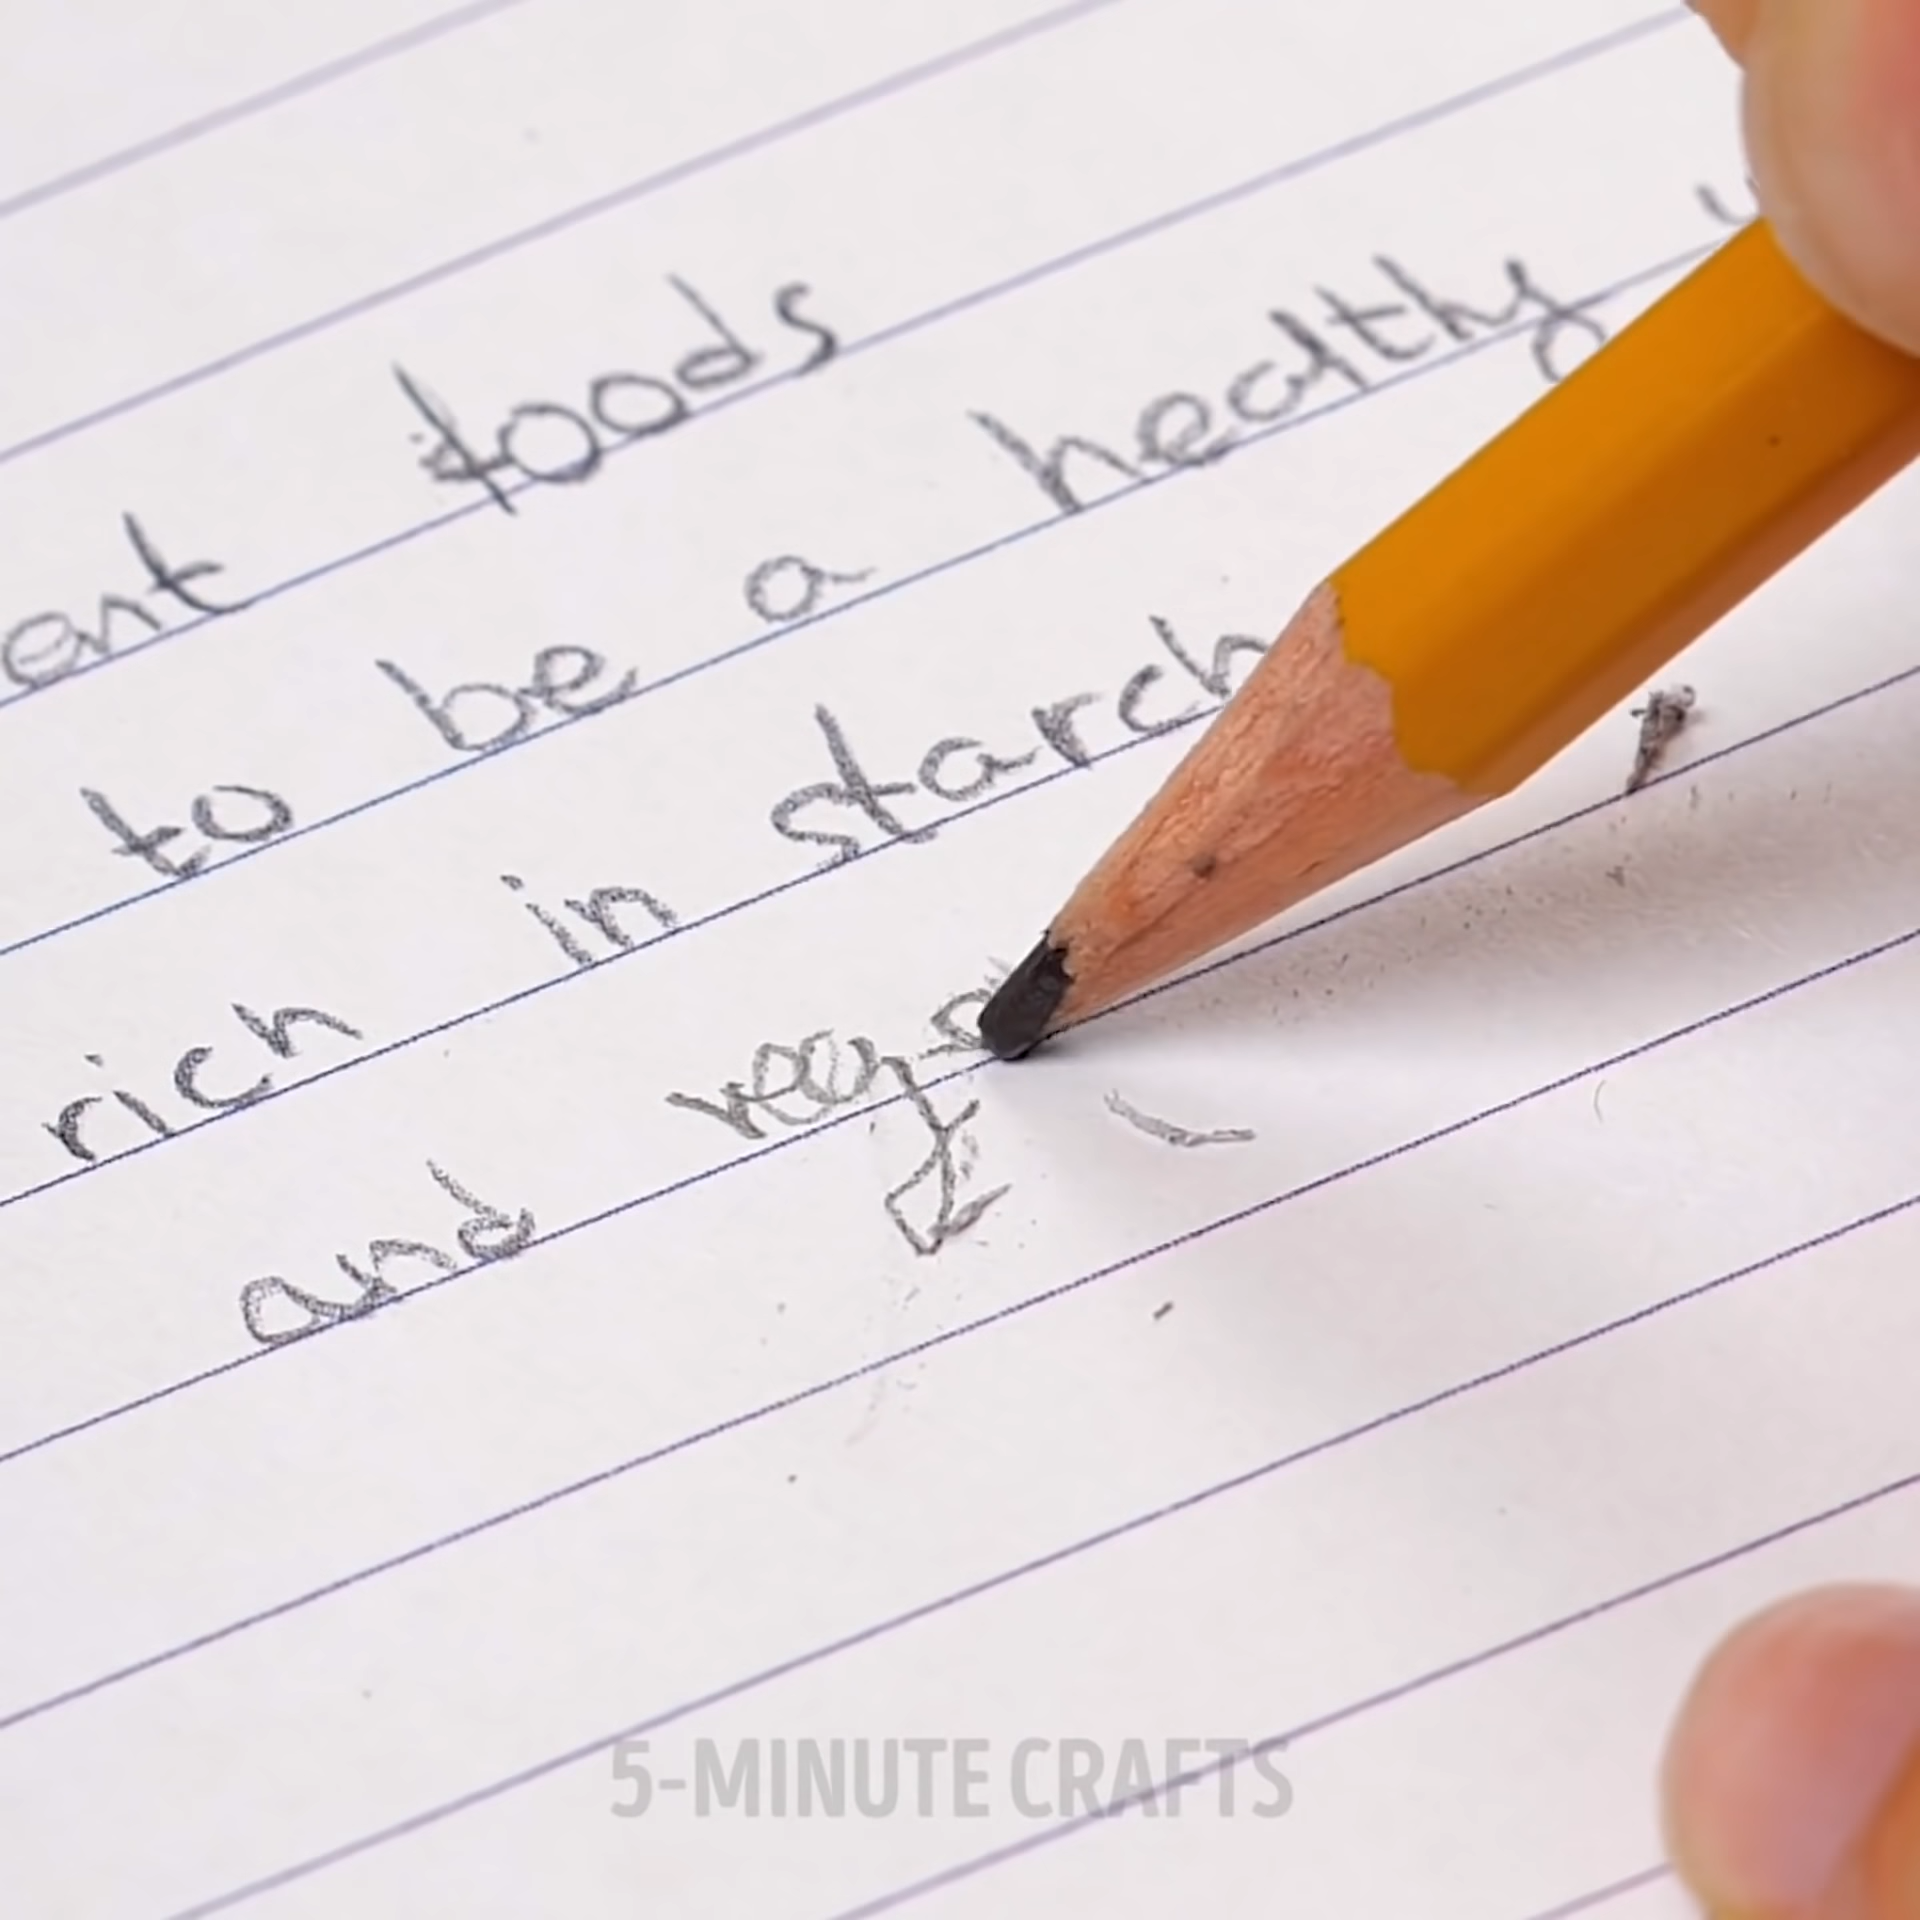 ent foods
to be a healthy
rich in starch
and
5-MINUTE CRAFTS